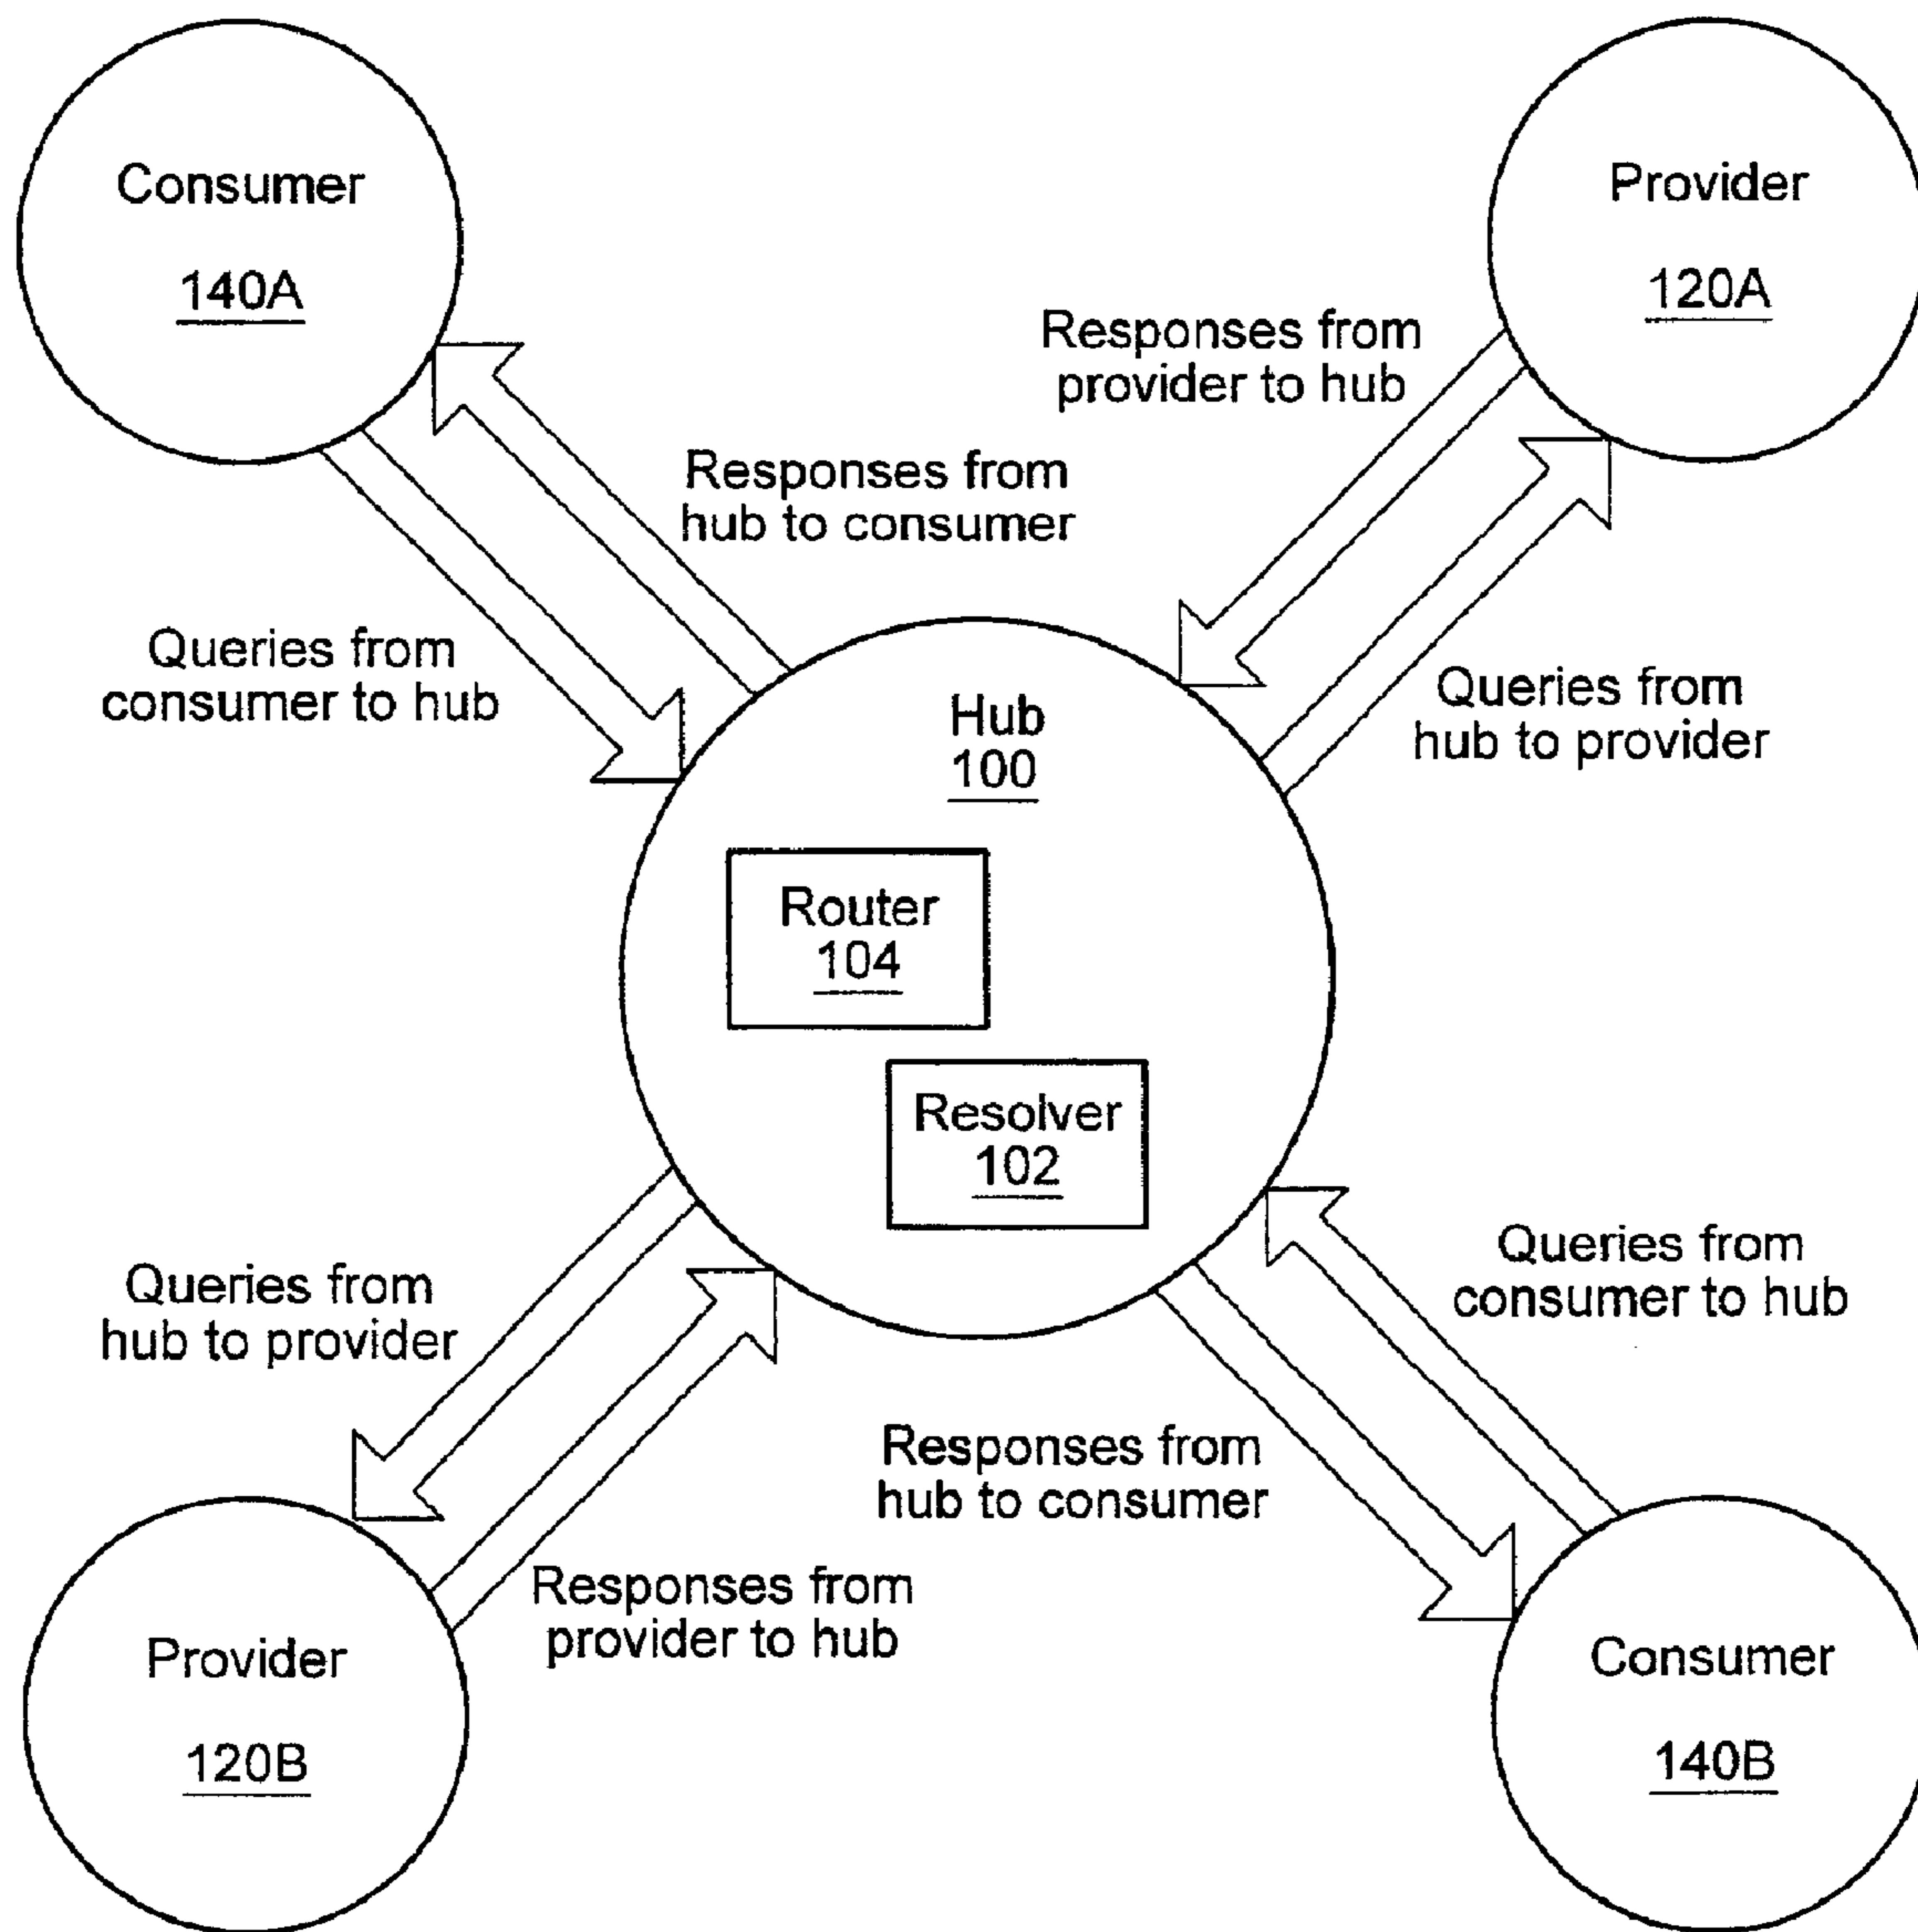 Consumer
140A
Provider
120A
Responses from
provider to hub
Responses from
hub to consumer
Queries from
consumer to hub
Queries from
hub to provider
Hub
100
Router
104
Resolver
102
Queries from
hub to provider
Queries from
consumer to hub
Responses from
hub to consumer
Responses from
provider to hub
Provider
120B
Consumer
140B